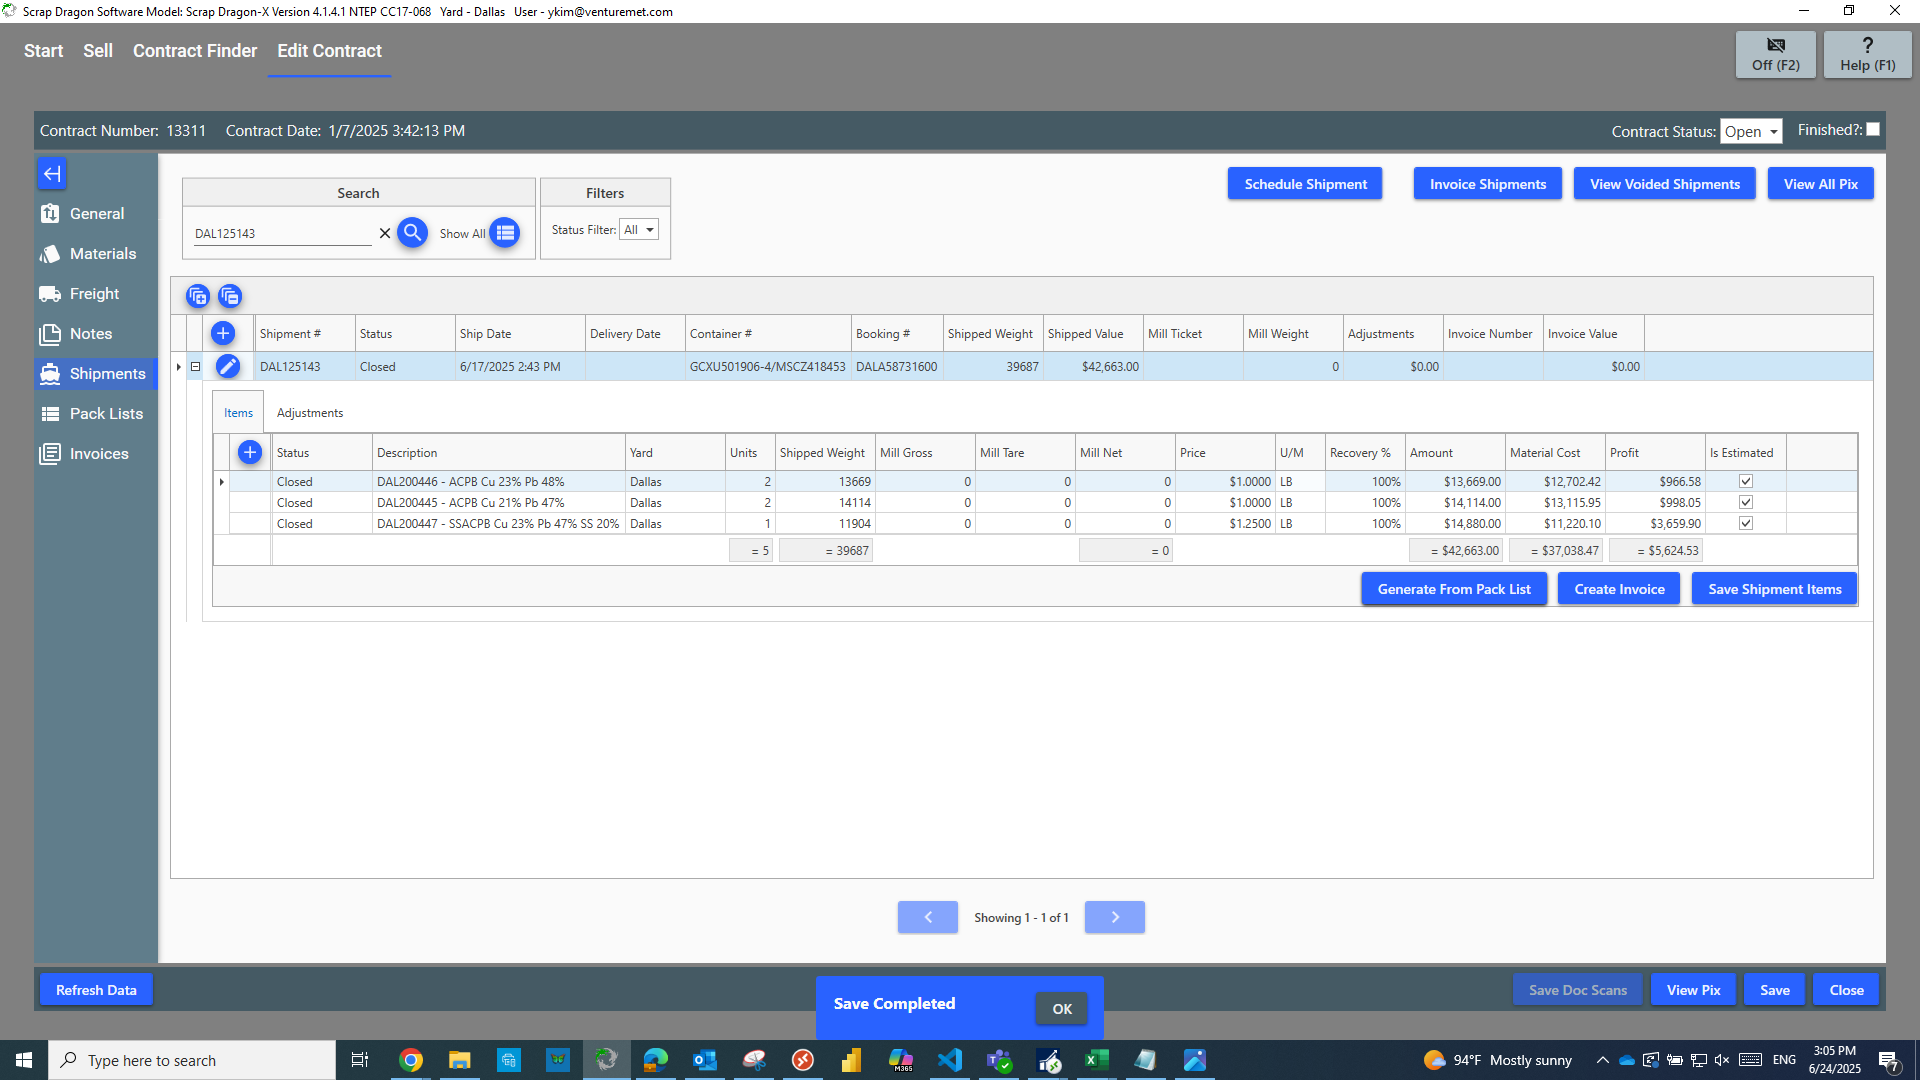 Scrap Dragon Software Model: Scrap Dragon-X Version 4.1.4.1 NTEP CC17-068 Yard - Dallas User - ykim@venturemet.com
Start Sell Contract Finder Edit Contract
Off (F2)
?
Help (F1)
Contract Number: 13311 Contract Date: 1/7/2025 3:42:13 PM
Contract Status: Open Finished?:
General
Materials
Freight
Notes
Shipments
Pack Lists
Invoices
Search
DAL125143
Show All
Filters
Status Filter: All
Schedule Shipment Invoice Shipments View Voided Shipments View All Pix
Shipment # Status Ship Date Delivery Date Container # Booking # Shipped Weight Shipped Value Mill Ticket Mill Weight Adjustments Invoice Number Invoice Value
DAL125143 Closed 6/17/2025 2:43 PM GCXU501906-4/MSCZ418453 DALA58731600 39687 $42,663.00 0 $0.00 $0.00
Items Adjustments
Status Description Yard Units Shipped Weight Mill Gross Mill Tare Mill Net Price U/M Recovery % Amount Material Cost Profit Is Estimated
Closed DAL200446 - ACPB Cu 23% Pb 48% Dallas 2 13669 0 0 0 $1.0000 LB 100% $13,669.00 $12,702.42 $966.58
Closed DAL200445 - ACPB Cu 21% Pb 47% Dallas 2 14114 0 0 0 $1.0000 LB 100% $14,114.00 $13,115.95 $998.05
Closed DAL200447 - SSACPB Cu 23% Pb 47% SS 20% Dallas 1 11904 0 0 0 $1.2500 LB 100% $14,880.00 $11,220.10 $3,659.90
= 5 = 39687 = 0 = $42,663.00 = $37,038.47 = $5,624.53
Generate From Pack List Create Invoice Save Shipment Items
Showing 1 - 1 of 1
Refresh Data
Save Completed OK
Save Doc Scans View Pix Save Close
Type here to search
M365
94°F Mostly sunny
ENG
3:05 PM
6/24/2025
7